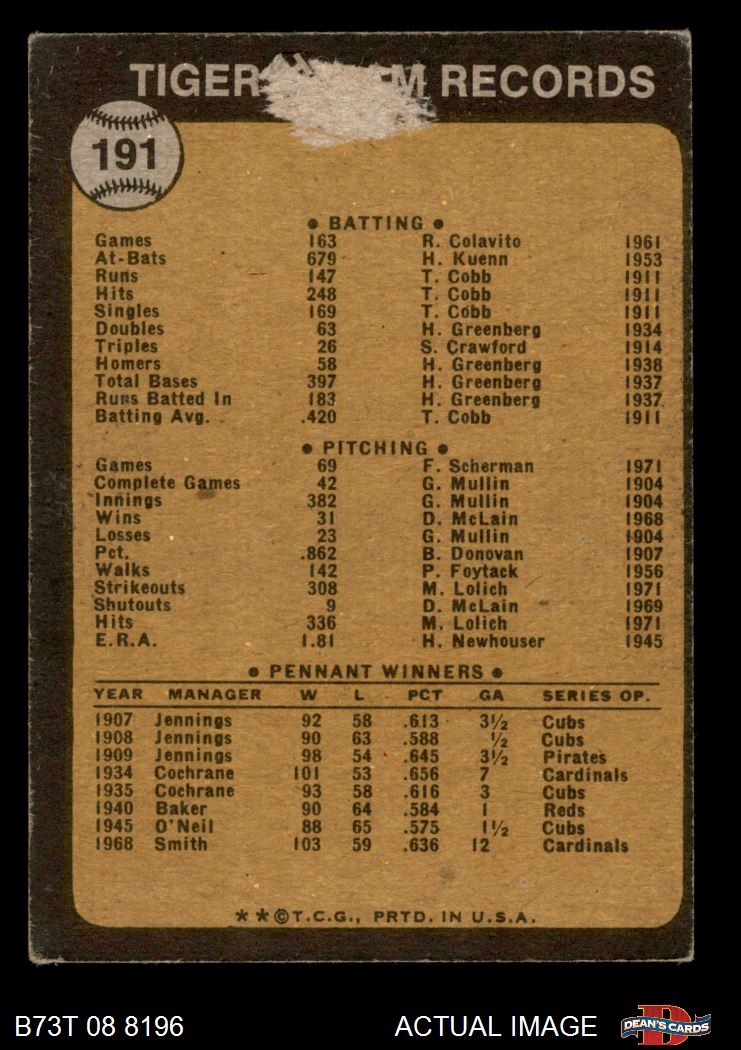 TIGER M RECORDS
191
● BATTING ●
Games 163 R. Colavito 1961
At-Bats 679 H. Kuenn 1953
Runs 147 T. Cobb 1911
Hits 248 T. Cobb 1911
Singles 169 T. Cobb 1911
Doubles 63 H. Greenberg 1934
Triples 26 S. Crawford 1914
Homers 58 H. Greenberg 1938
Total Bases 397 H. Greenberg 1937
Runs Batted In 183 H. Greenberg 1937
Batting Avg. .420 T. Cobb 1911
● PITCHING ●
Games 69 F. Scherman 1971
Complete Games 42 G. Mullin 1904
Innings 382 G. Mullin 1904
Wins 31 D. McLain 1968
Losses 23 G. Mullin 1904
Pct. .862 B. Donovan 1907
Walks 142 P. Foytack 1956
Strikeouts 308 M. Lolich 1971
Shutouts 9 D. McLain 1969
Hits 336 M. Lolich 1971
E.R.A. 1.81 H. Newhouser 1945
● PENNANT WINNERS ●
YEAR MANAGER W L PCT GA SERIES OP.
1907 Jennings 92 58 .613 3½ Cubs
1908 Jennings 90 63 .588 ½ Cubs
1909 Jennings 98 54 .645 3½ Pirates
1934 Cochrane 101 53 .656 7 Cardinals
1935 Cochrane 93 58 .616 3 Cubs
1940 Baker 90 64 .584 1 Reds
1945 O'Neil 88 65 .575 1½ Cubs
1968 Smith 103 59 .636 12 Cardinals
★★©T.C.G., PRTD. IN U.S.A.
B73T 08 8196 ACTUAL IMAGE DEAN'S CARDS